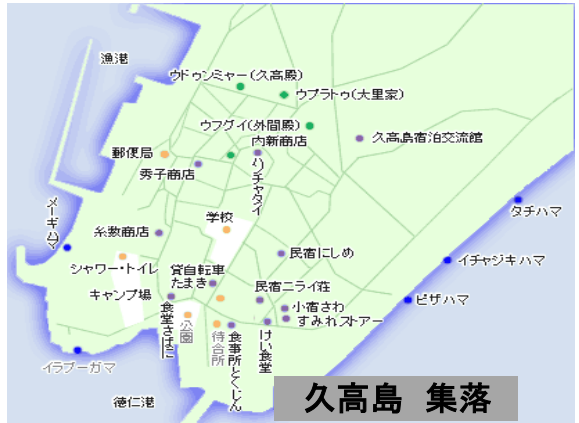 漁港
ウドゥンミャー(久高殿)
ウプラトゥ(大里家)
ウフグイ(外間殿)
内新商店
久高島宿泊交流館
郵便局
秀子商店
ハチャタイ
メーギハマ
学校
糸数商店
タチハマ
シャワー・トイレ
貸自転車
たまき
民宿にしめ
イチャジキハマ
キャンプ場
民宿ニライ荘
ピザハマ
小宿さわ
すみれストアー
食堂さばに
公園
待合所
食事所とくじん
けい食堂
イラブーガマ
徳仁港
久高島 集落